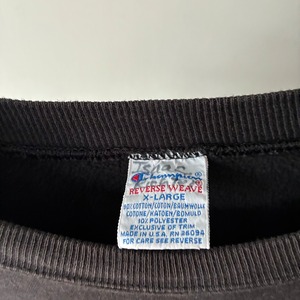 Champion®
REVERSE WEAVE®
X-LARGE
90% COTTON/COTON/BAUMWOLLE
COTONE/KATOEN/BOMULD
10% POLYESTER
EXCLUSIVE OF TRIM
MADE IN U.S.A. RN 26094
FOR CARE SEE REVERSE